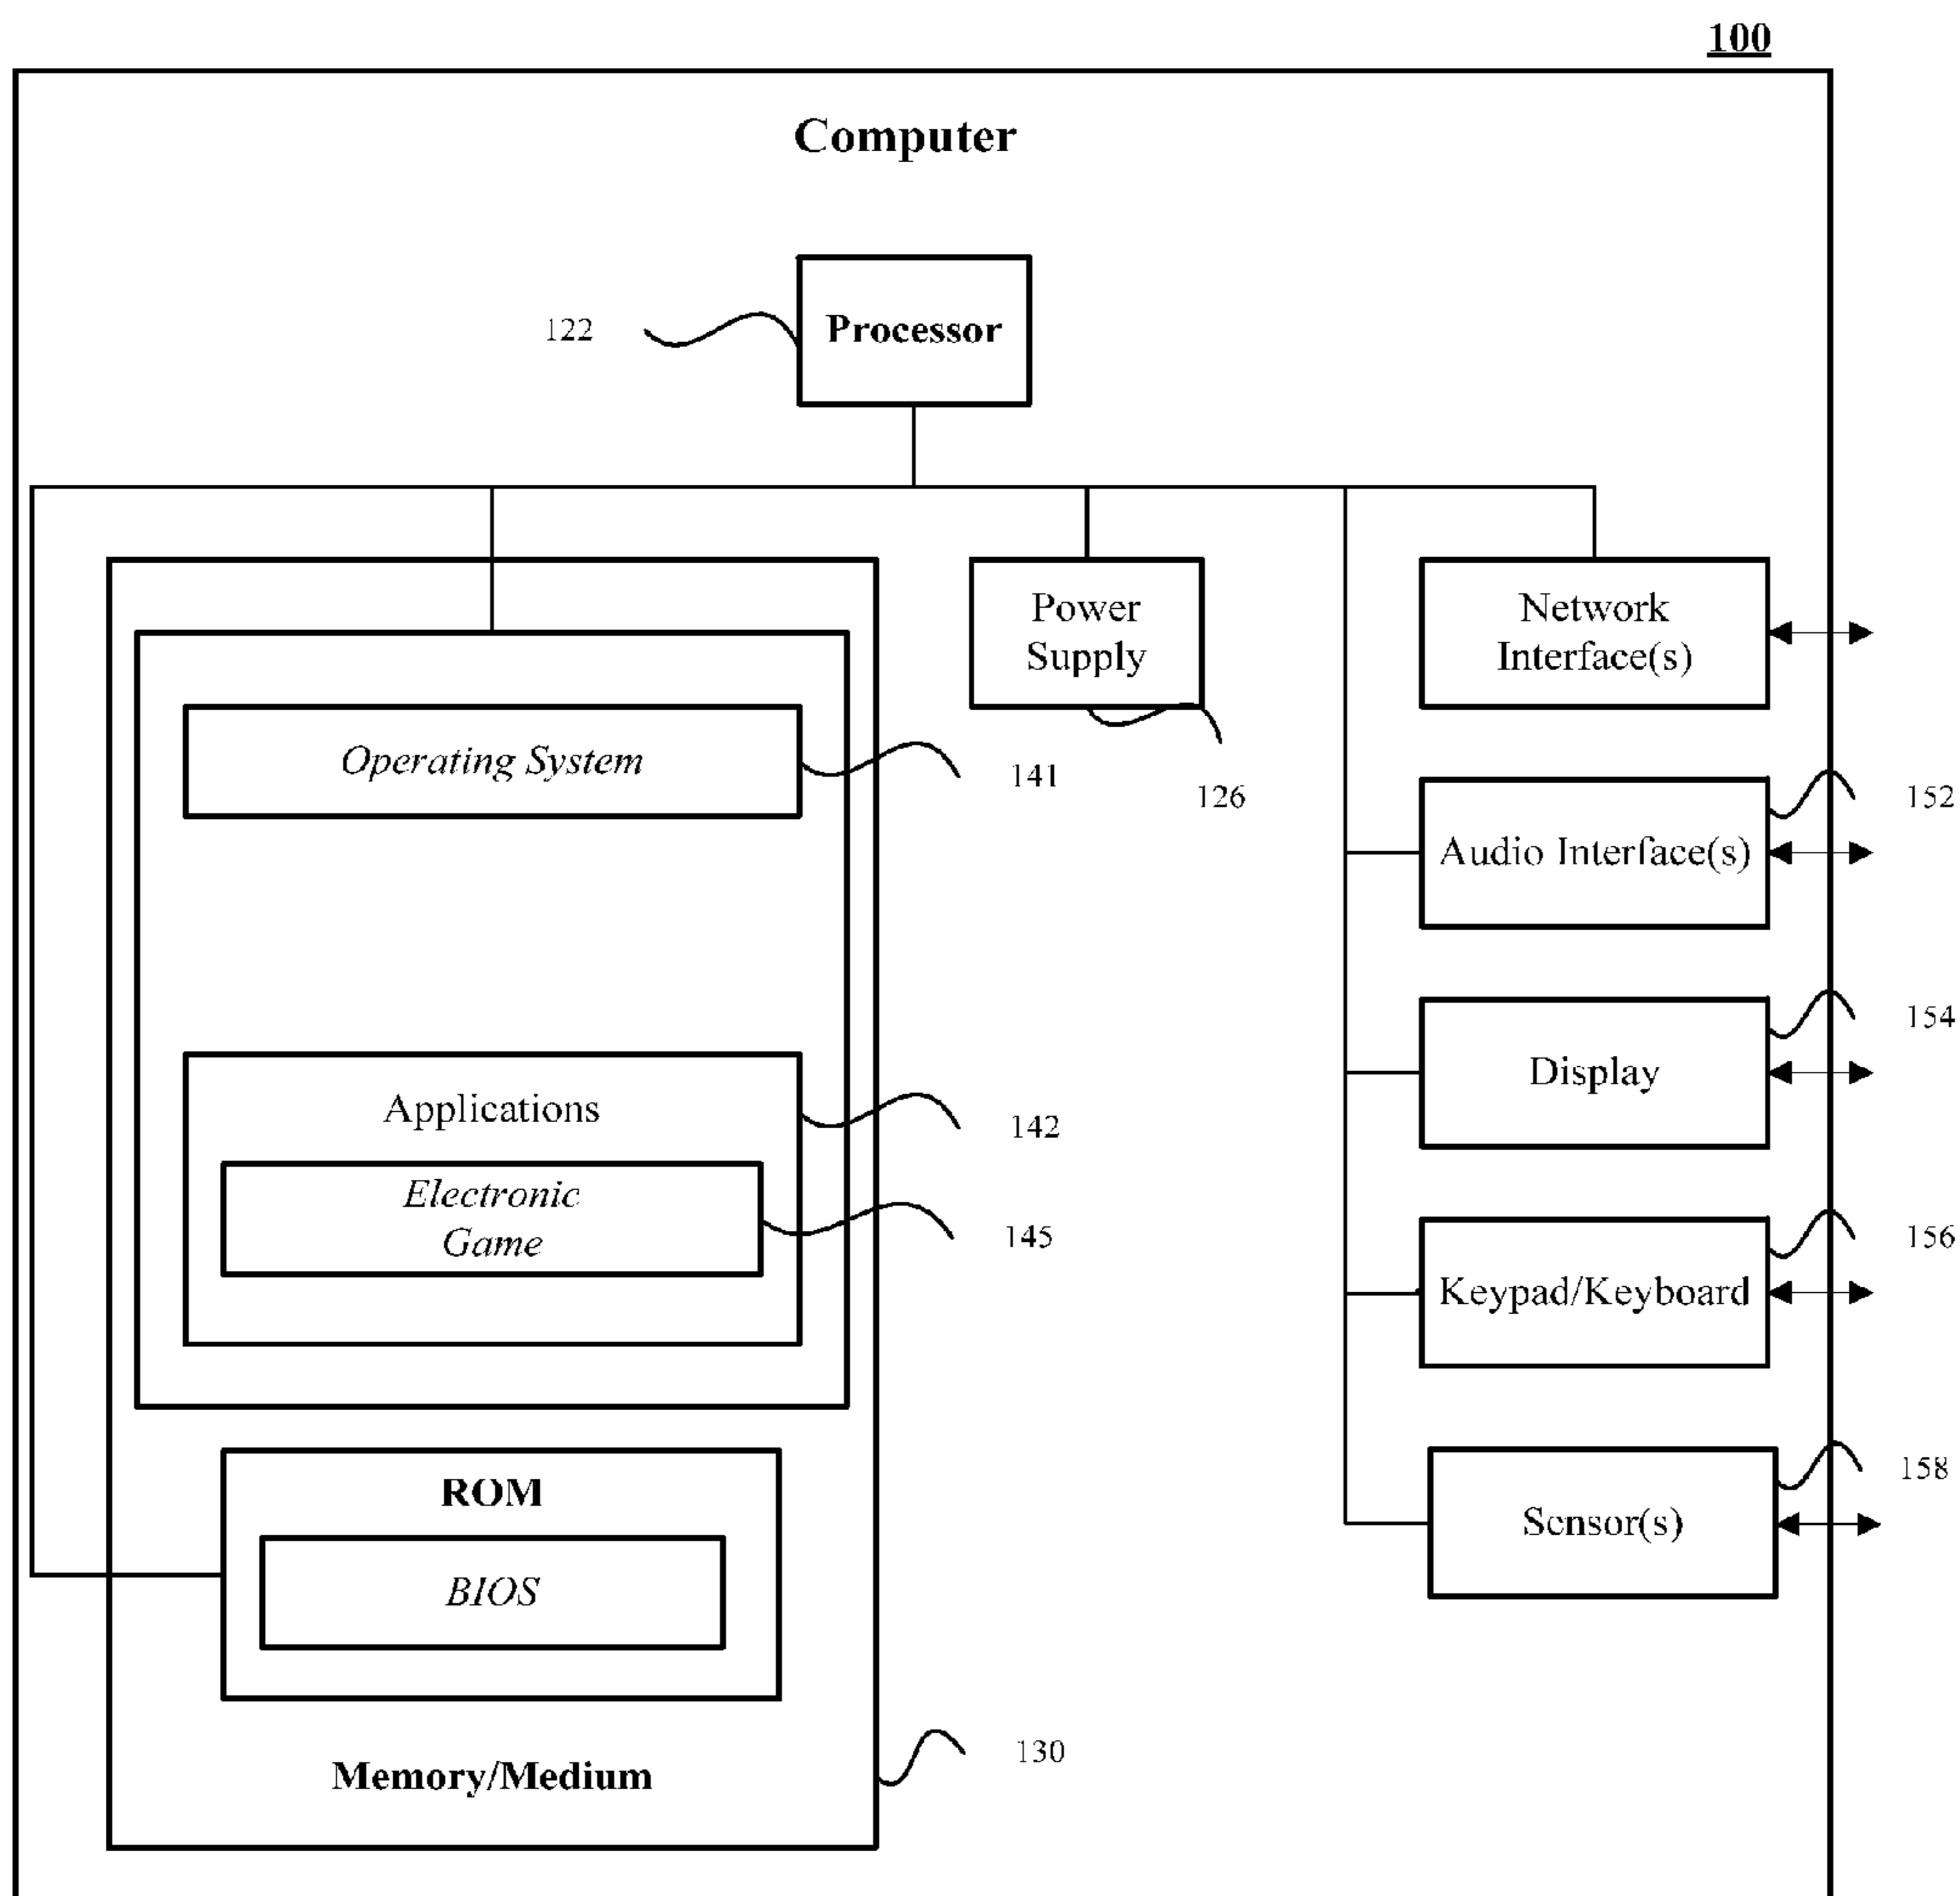 100
Computer
Processor
122
Power
Supply
126
Network
Interface(s)
Operating System
141
Audio Interface(s)
152
Display
154
Applications
142
Electronic
Game
145
Keypad/Keyboard
156
ROM
BIOS
Sensor(s)
158
Memory/Medium
130